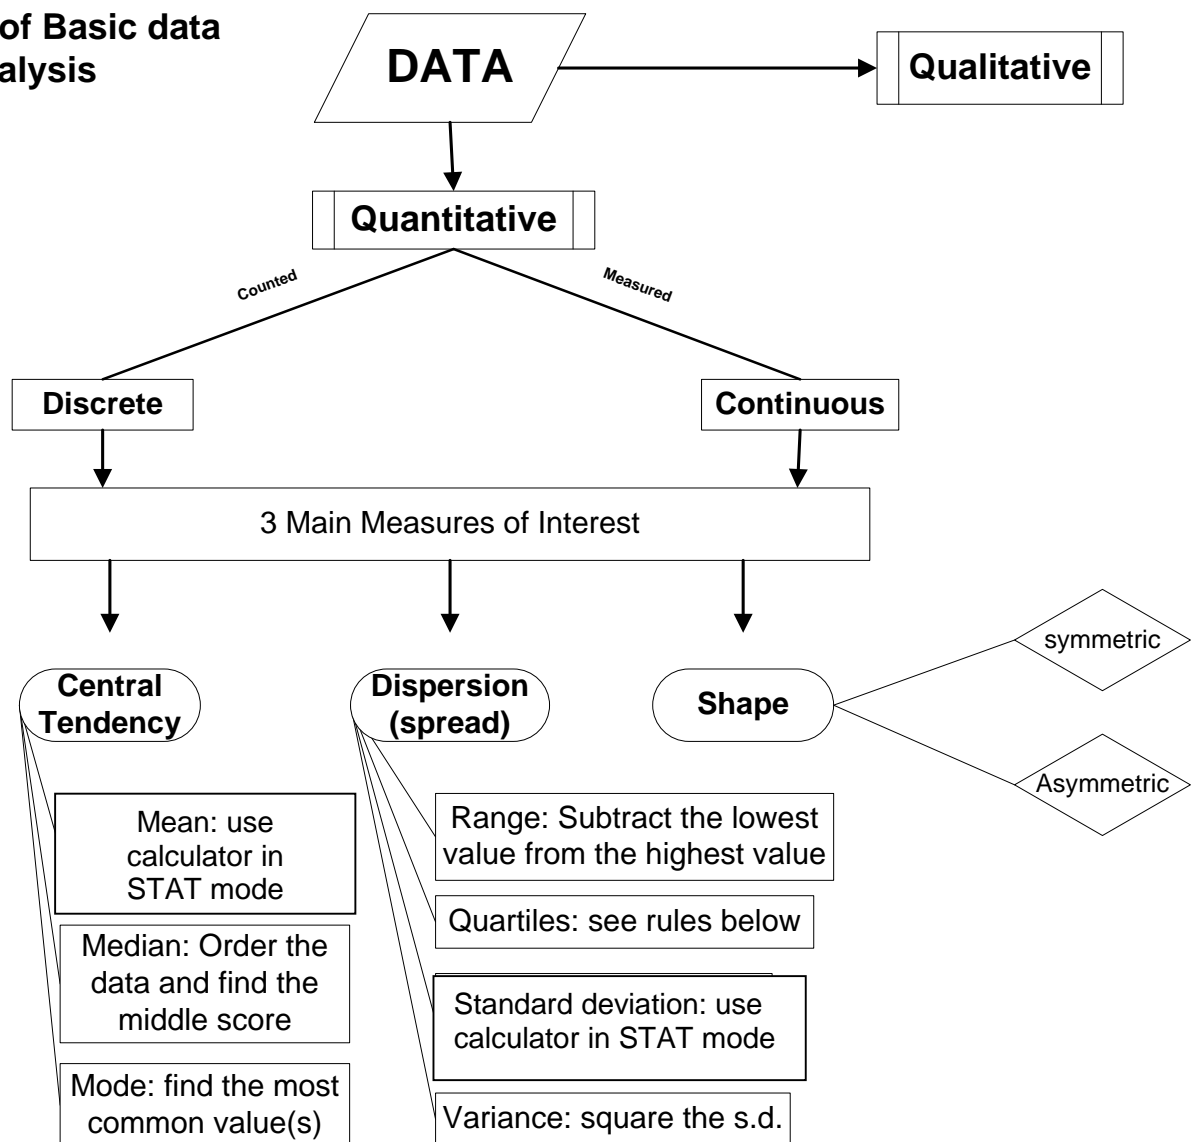 of Basic data
alysis
DATA
Qualitative
Quantitative
Counted
Measured
Discrete
Continuous
3 Main Measures of Interest
Central
Tendency
Dispersion
(spread)
Shape
symmetric
Asymmetric
Mean: use
calculator in
STAT mode
Median: Order the
data and find the
middle score
Mode: find the most
common value(s)
Range: Subtract the lowest
value from the highest value
Quartiles: see rules below
Standard deviation: use
calculator in STAT mode
Variance: square the s.d.